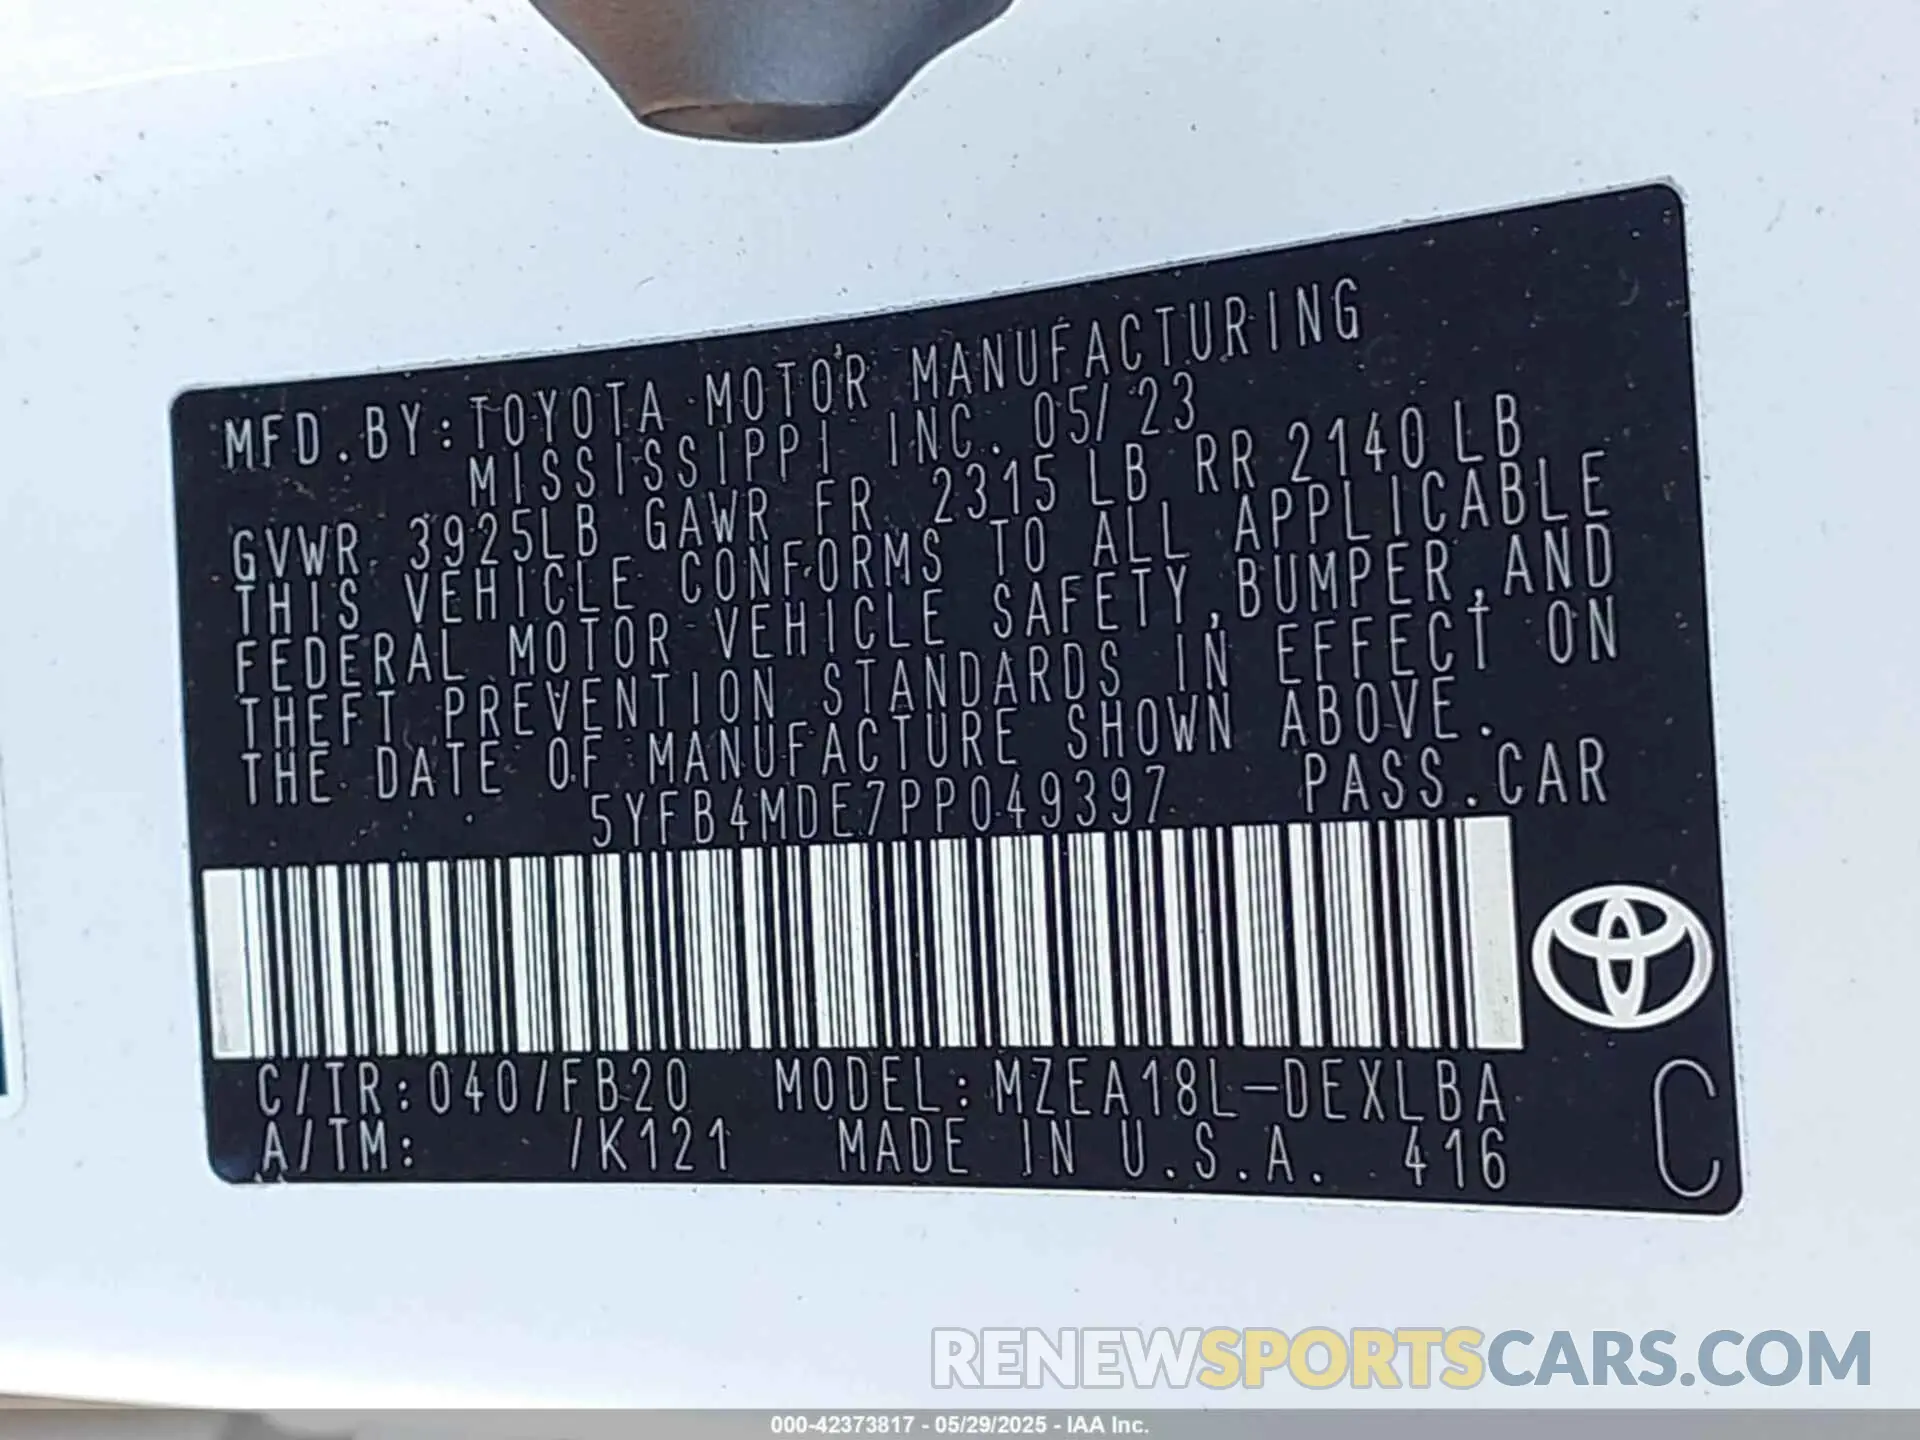 MFD. BY: TOYOTA MOTOR MANUFACTURING
MISSISSIPPI INC. 05/23
GVWR 3925LB GAWR FR 2315 LB RR 2140 LB
THIS VEHICLE CONFORMS TO ALL APPLICABLE
FEDERAL MOTOR VEHICLE SAFETY, BUMPER, AND
THEFT PREVENTION STANDARDS IN EFFECT ON
THE DATE OF MANUFACTURE SHOWN ABOVE.
5YFB4MDE7PP049397 PASS. CAR
C/TR: 040/FB20 MODEL: MZEA18L-DEXLBA
A/TM: /K121 MADE IN U.S.A. 416
C
RENEWSPORTSCARS.COM
000-42373817 - 05/29/2025 - IAA Inc.